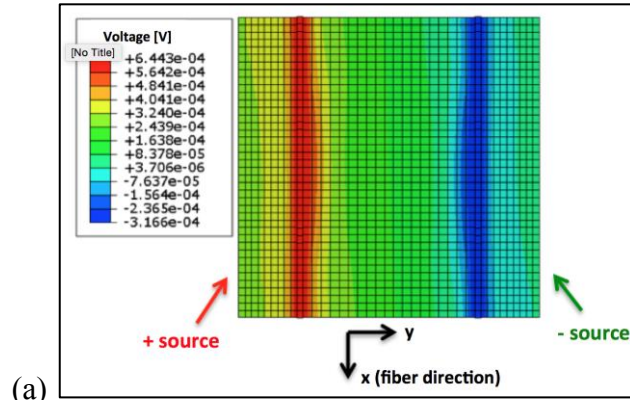 Voltage [V]
[No Title]
+6.443e-04
+5.642e-04
+4.841e-04
+4.041e-04
+3.240e-04
+2.439e-04
+1.638e-04
+8.378e-05
+3.706e-06
-7.637e-05
-1.564e-04
-2.365e-04
-3.166e-04
+ source
- source
y
x (fiber direction)
(a)